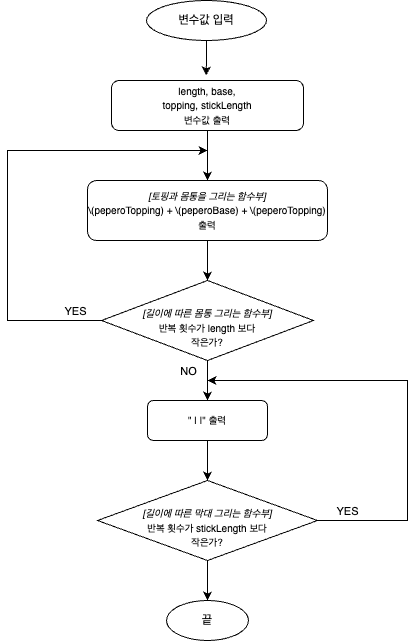 변수값 입력
length, base,
topping, stickLength
변수값 출력
[토핑과 몸통을 그리는 함수부]
\(peperoTopping) + \(peperoBase) + \(peperoTopping)
출력
YES
[길이에 따른 몸통 그리는 함수부]
반복 횟수가 length 보다
작은가?
NO
" | |" 출력
[길이에 따른 막대 그리는 함수부]
반복 횟수가 stickLength 보다
작은가?
YES
끝